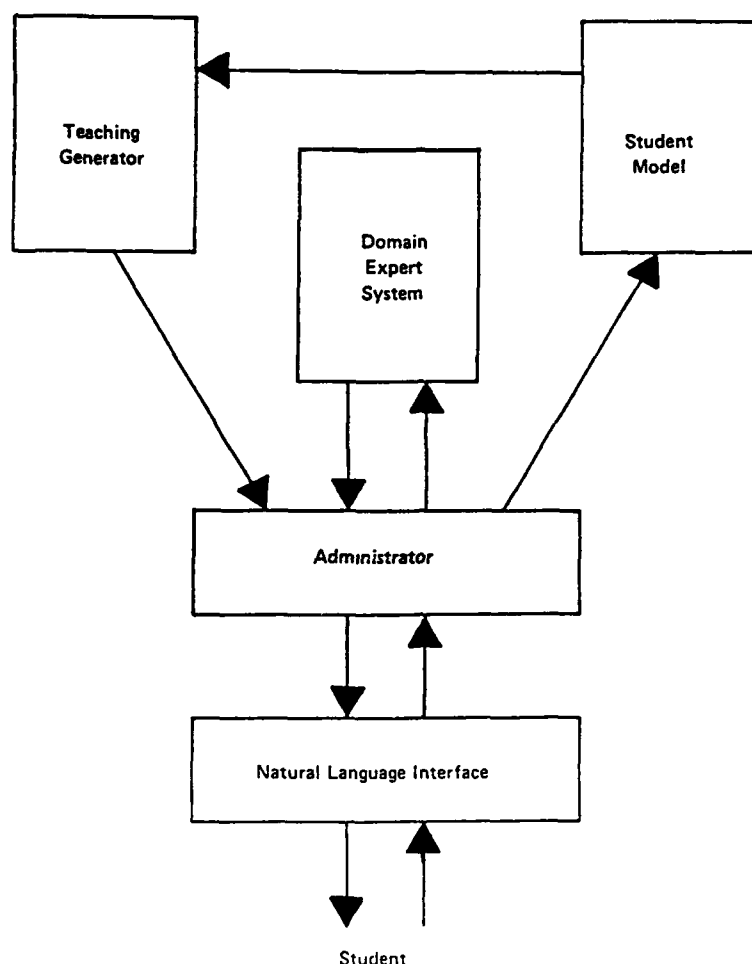 Teaching
Generator
Student
Model
Domain
Expert
System
Administrator
Natural Language Interface
Student